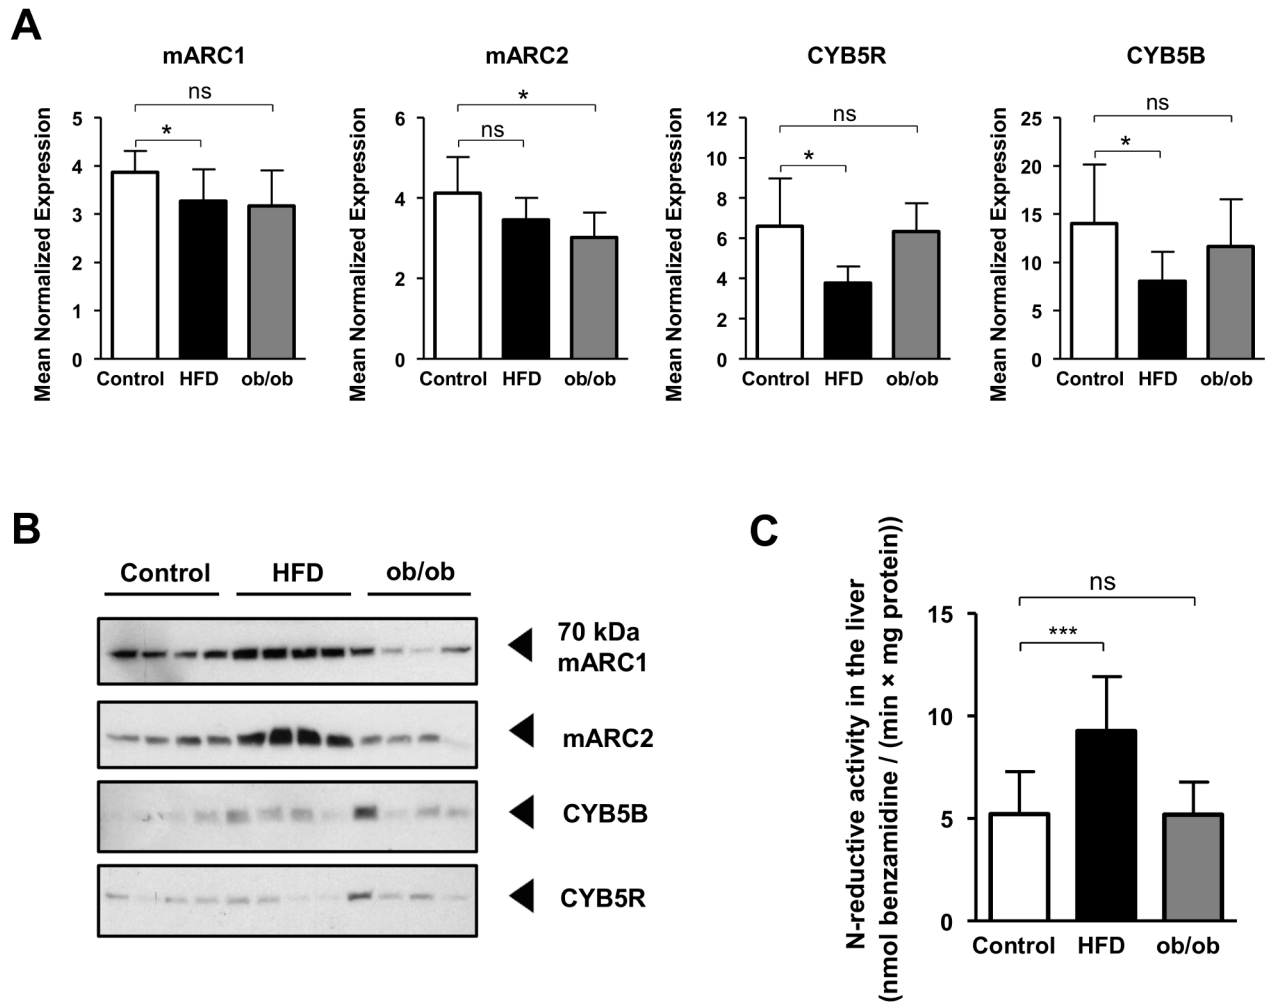 A
mARC1
ns
*
Mean Normalized Expression
5
4
3
2
1
0
Control HFD ob/ob
mARC2
*
ns
Mean Normalized Expression
6
4
2
0
Control HFD ob/ob
CYB5R
ns
*
Mean Normalized Expression
12
10
8
6
4
2
0
Control HFD ob/ob
CYB5B
ns
*
Mean Normalized Expression
25
20
15
10
5
0
Control HFD ob/ob
B
Control HFD ob/ob
70 kDa
mARC1
mARC2
CYB5B
CYB5R
C
ns
***
N-reductive activity in the liver
(nmol benzamidine / (min × mg protein))
15
10
5
0
Control HFD ob/ob